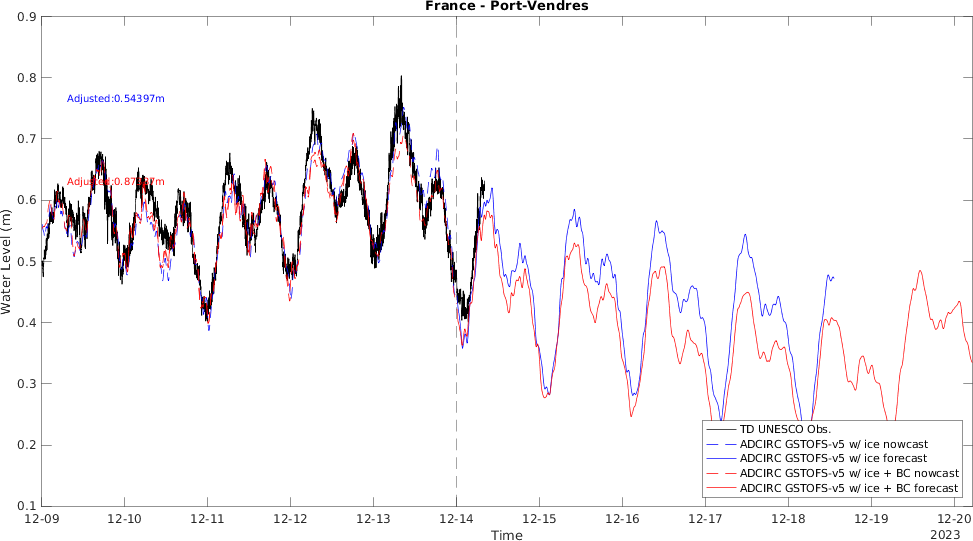 France - Port-Vendres
0.9
0.8
0.7
0.6
0.5
0.4
0.3
0.2
0.1
Water Level (m)
Adjusted:0.54397m
TD UNESCO Obs.
ADCIRC GSTOFS-v5 w/ ice nowcast
ADCIRC GSTOFS-v5 w/ ice forecast
ADCIRC GSTOFS-v5 w/ ice + BC nowcast
ADCIRC GSTOFS-v5 w/ ice + BC forecast
12-09 12-10 12-11 12-12 12-13 12-14 12-15 12-16 12-17 12-18 12-19 12-20
Time
2023